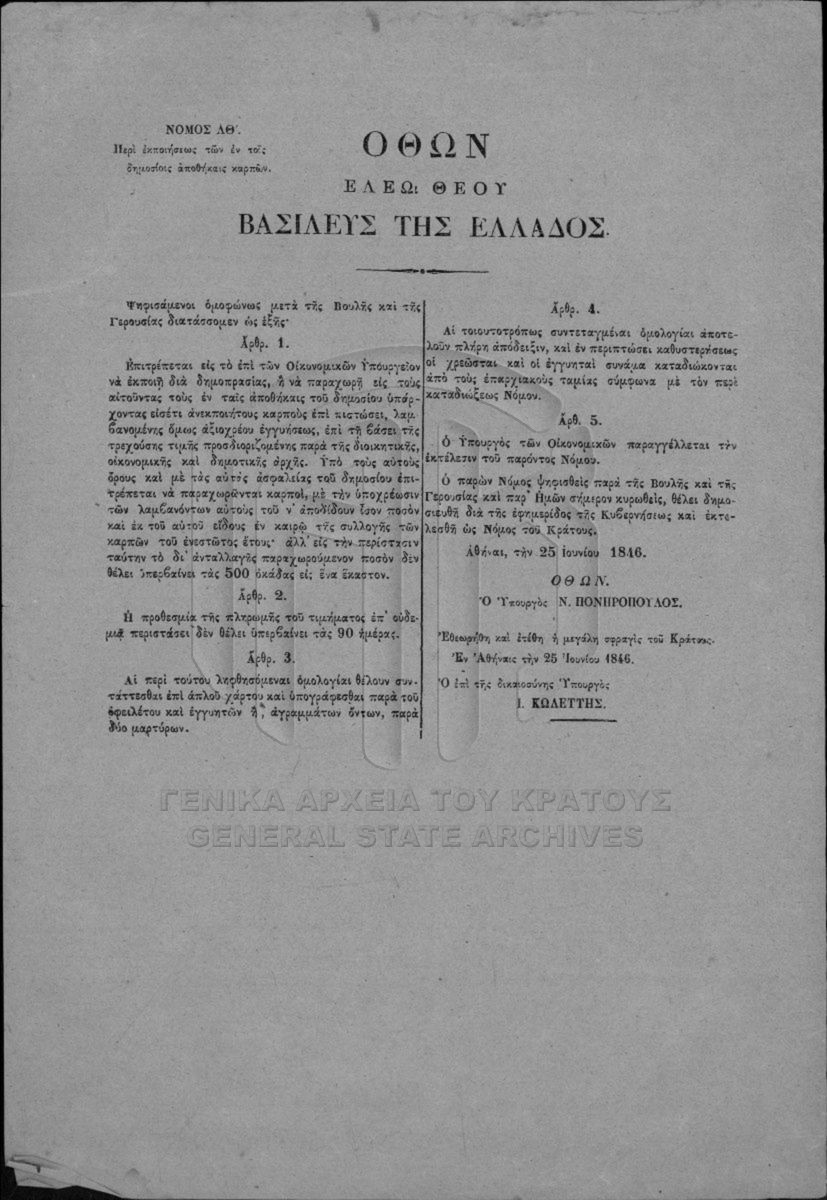 ΝΟΜΟΣ ΛΘ΄.
Περὶ ἐκποιήσεως τῶν ἐν ταῖς
δημοσίοις ἀποθήκαις καρπῶν.
ΟΘΩΝ
ΕΛΕΩι ΘΕΟΥ
ΒΑΣΙΛΕΥΣ ΤΗΣ ΕΛΛΑΔΟΣ.
Ψηφισάμενοι ὁμοφώνως μετὰ τῆς Βουλῆς καὶ τῆς
Γερουσίας διατάσσομεν ὡς ἑξῆς·
Ἄρθρ. 1.
Ἐπιτρέπεται εἰς τὸ ἐπὶ τῶν Οἰκονομικῶν Ὑπουργεῖον
νὰ ἐκποιῇ διὰ δημοπρασίας, ἢ νὰ παραχωρῇ εἰς τοὺς
αἰτοῦντας τοὺς ἐν ταῖς ἀποθήκαις τοῦ δημοσίου ὑπάρ-
χοντας εἰσέτι ἀνεκποιήτους καρποὺς ἐπὶ πιστώσει, λαμ-
βανομένης ὅμως ἀξιοχρέου ἐγγυήσεως, ἐπὶ τῇ βάσει τῆς
τρεχούσης τιμῆς προσδιοριζομένης παρὰ τῆς διοικητικῆς,
οἰκονομικῆς καὶ δημοτικῆς ἀρχῆς. Ὑπὸ τοὺς αὐτοὺς
ὅρους καὶ μὲ τὰς αὐτὰς ἀσφαλείας τοῦ δημοσίου ἐπι-
τρέπεται νὰ παραχωρῶνται καρποὶ, μὲ τὴν ὑποχρέωσιν
τῶν λαμβανόντων αὐτοὺς τοῦ ν' ἀποδίδουν ἴσον ποσὸν
καὶ ἐκ τοῦ αὐτοῦ εἴδους ἐν καιρῷ τῆς συλλογῆς τῶν
καρπῶν τοῦ ἐνεστῶτος ἔτους· ἀλλ' εἰς τὴν περίστασιν
ταύτην τὸ δι' ἀνταλλαγῆς παραχωρούμενον ποσὸν δὲν
θέλει ὑπερβαίνει τὰς 500 ὀκάδας εἰς ἕνα ἕκαστον.
Ἄρθρ. 2.
Ἡ προθεσμία τῆς πληρωμῆς τοῦ τιμήματος ἐπ' οὐδε-
μιᾷ περιστάσει δὲν θέλει ὑπερβαίνει τὰς 90 ἡμέρας.
Ἄρθρ. 3.
Αἱ περὶ τούτου ληφθησόμεναι ὁμολογίαι θέλουν συν-
τάττεσθαι ἐπὶ ἁπλοῦ χάρτου καὶ ὑπογράφεσθαι παρὰ τοῦ
ὀφειλέτου καὶ ἐγγυητῶν ἢ, ἀγραμμάτων ὄντων, παρὰ
δύο μαρτύρων.
Ἄρθρ. 4.
Αἱ τοιουτοτρόπως συντεταγμέναι ὁμολογίαι ἀποτε-
λοῦν πλήρη ἀπόδειξιν, καὶ ἐν περιπτώσει καθυστερήσεως
οἱ χρεῶσται καὶ οἱ ἐγγυηταὶ συνάμα καταδιώκονται
ἀπὸ τοὺς ἐπαρχιακοὺς ταμίας σύμφωνα μὲ τὸν περὶ
καταδιώξεως Νόμον.
Ἄρθ. 5.
Ὁ Ὑπουργὸς τῶν Οἰκονομικῶν παραγγέλλεται τὴν
ἐκτέλεσιν τοῦ παρόντος Νόμου.
Ὁ παρὼν Νόμος ψηφισθεὶς παρὰ τῆς Βουλῆς καὶ τῆς
Γερουσίας καὶ παρ' Ἡμῶν σήμερον κυρωθεὶς, θέλει δημο-
σιευθῆ διὰ τῆς ἐφημερίδος τῆς Κυβερνήσεως καὶ ἐκτε-
λεσθῆ ὡς Νόμος τοῦ Κράτους.
Ἀθῆναι, τὴν 25 Ἰουνίου 1846.
ΟΘΩΝ.
Ὁ Ὑπουργὸς Ν. ΠΟΝΗΡΟΠΟΥΛΟΣ.
Ἐθεωρήθη καὶ ἐτέθη ἡ μεγάλη σφραγὶς τοῦ Κράτους.
Ἐν Ἀθήναις τὴν 25 Ἰουνίου 1846.
Ὁ ἐπὶ τῆς δικαιοσύνης Ὑπουργὸς
Ι. ΚΩΛΕΤΤΗΣ.
ΓΕΝΙΚΑ ΑΡΧΕΙΑ ΤΟΥ ΚΡΑΤΟΥΣ
GENERAL STATE ARCHIVES